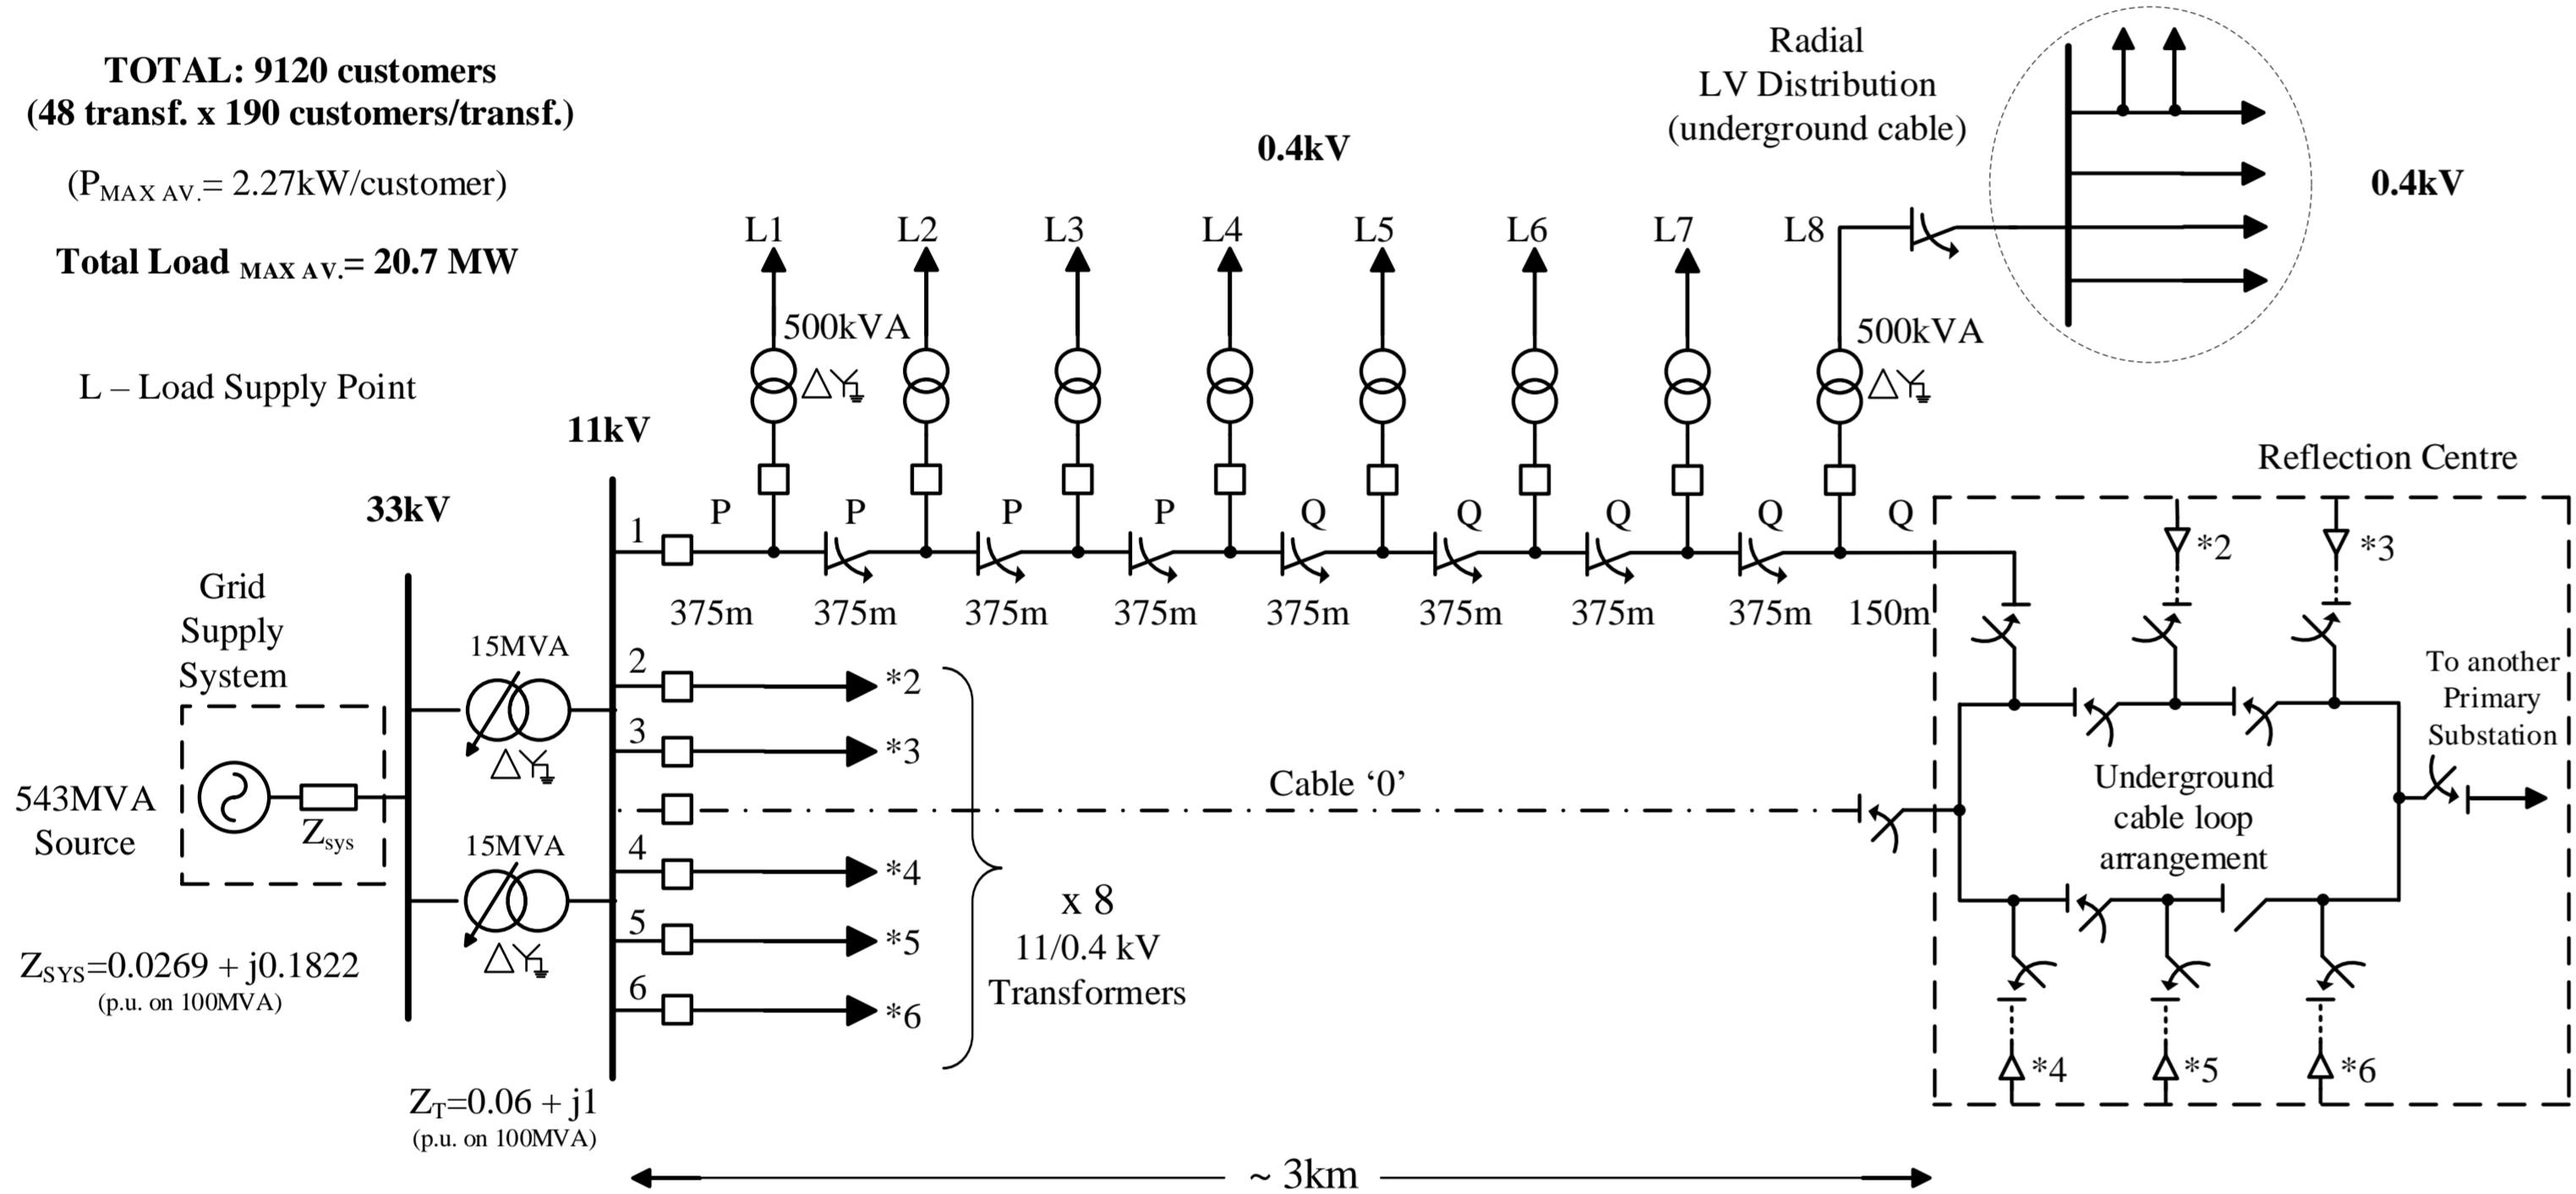 TOTAL: 9120 customers
(48 transf. x 190 customers/transf.)
(PMAX AV.= 2.27kW/customer)
Total Load MAX AV.= 20.7 MW
L – Load Supply Point
Radial
LV Distribution
(underground cable)
0.4kV
0.4kV
L1
L2
L3
L4
L5
L6
L7
L8
500kVA
500kVA
11kV
33kV
Reflection Centre
1
P
P
P
P
Q
Q
Q
Q
Q
*2
*3
375m
375m
375m
375m
375m
375m
375m
375m
150m
Grid
Supply
System
15MVA
15MVA
543MVA
Source
Zsys
2
*2
3
*3
Cable ‘0’
4
*4
5
*5
6
*6
x 8
11/0.4 kV
Transformers
To another
Primary
Substation
Underground
cable loop
arrangement
*4
*5
*6
ZSYS=0.0269 + j0.1822
(p.u. on 100MVA)
ZT=0.06 + j1
(p.u. on 100MVA)
~ 3km